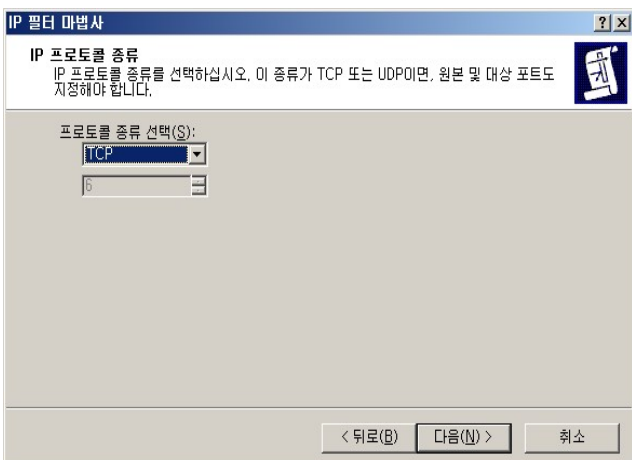 IP 필터 마법사
IP 프로토콜 종류
IP 프로토콜 종류를 선택하십시오. 이 종류가 TCP 또는 UDP이면, 원본 및 대상 포트도
지정해야 합니다.
프로토콜 종류 선택(S):
TCP
6
< 뒤로(B)
다음(N) >
취소